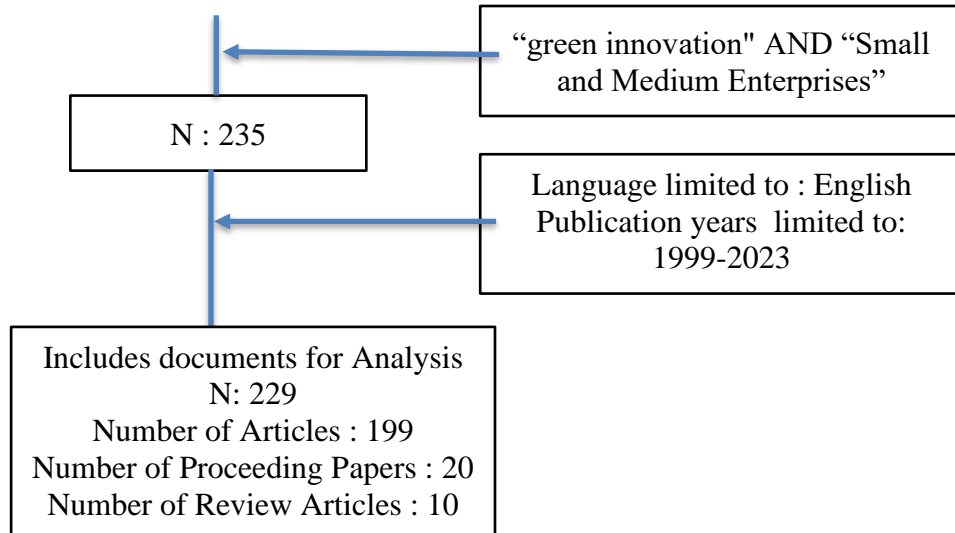 “green innovation" AND “Small
and Medium Enterprises”
N : 235
Language limited to : English
Publication years limited to:
1999-2023
Includes documents for Analysis
N: 229
Number of Articles : 199
Number of Proceeding Papers : 20
Number of Review Articles : 10